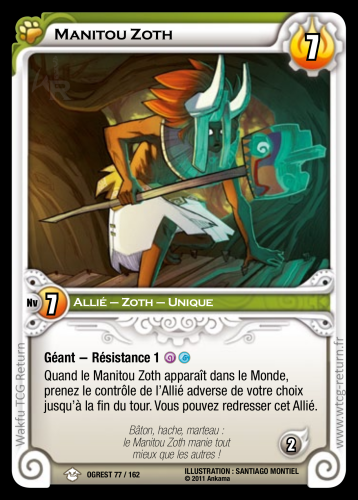 MANITOU ZOTH
7
Nv 7
ALLIÉ – ZOTH – UNIQUE
Géant – Résistance 1
Quand le Manitou Zoth apparaît dans le Monde,
prenez le contrôle de l'Allié adverse de votre choix
jusqu'à la fin du tour. Vous pouvez redresser cet Allié.
Bâton, hache, marteau :
le Manitou Zoth manie tout
mieux que les autres !
2
OGREST 77 / 162
ILLUSTRATION : SANTIAGO MONTIEL
© 2011 Ankama
Wakfu TCG Return
www.wtcg-return.fr